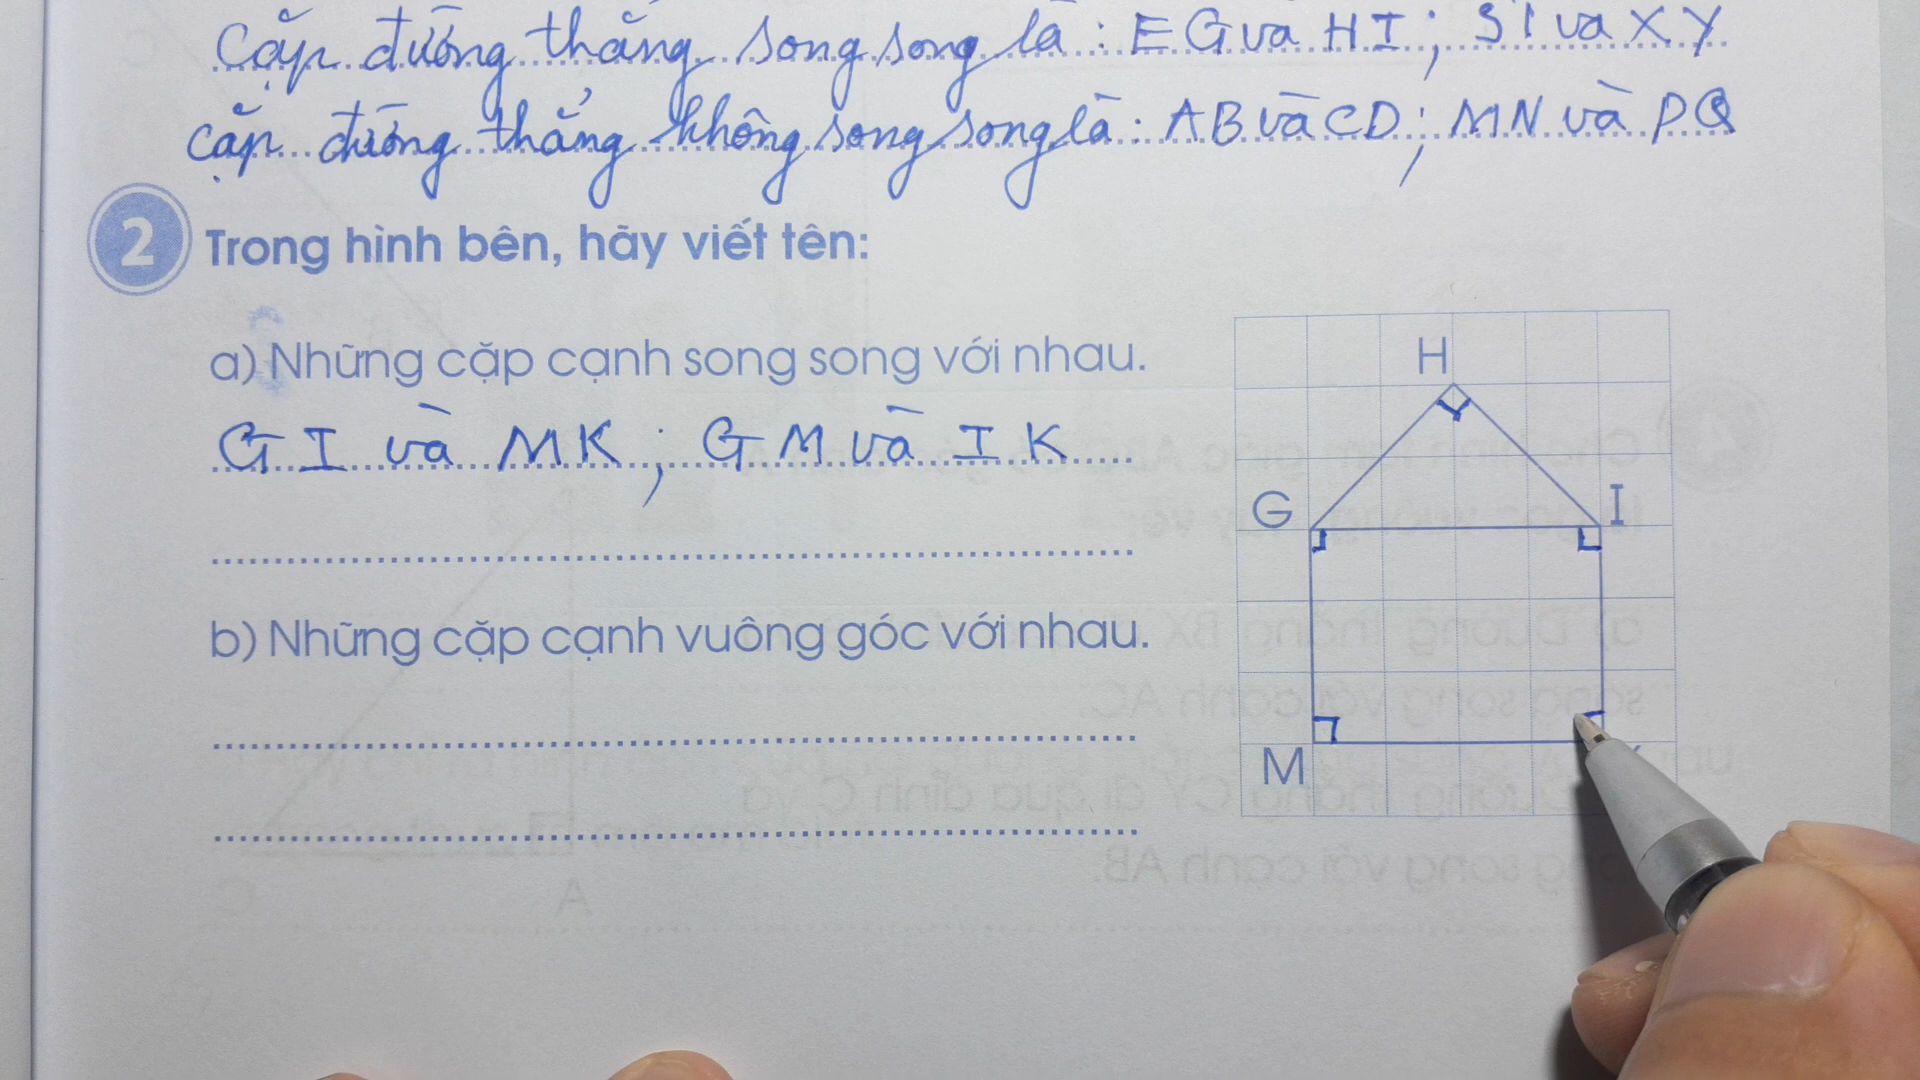 Cặp đường thẳng song song là : EG và HI ; ST và XY
cặp đường thẳng không song song là : AB và CD ; MN và PQ
2 Trong hình bên, hãy viết tên:
a) Những cặp cạnh song song với nhau.
GI và MK ; GM và IK
b) Những cặp cạnh vuông góc với nhau.
H
G
I
M